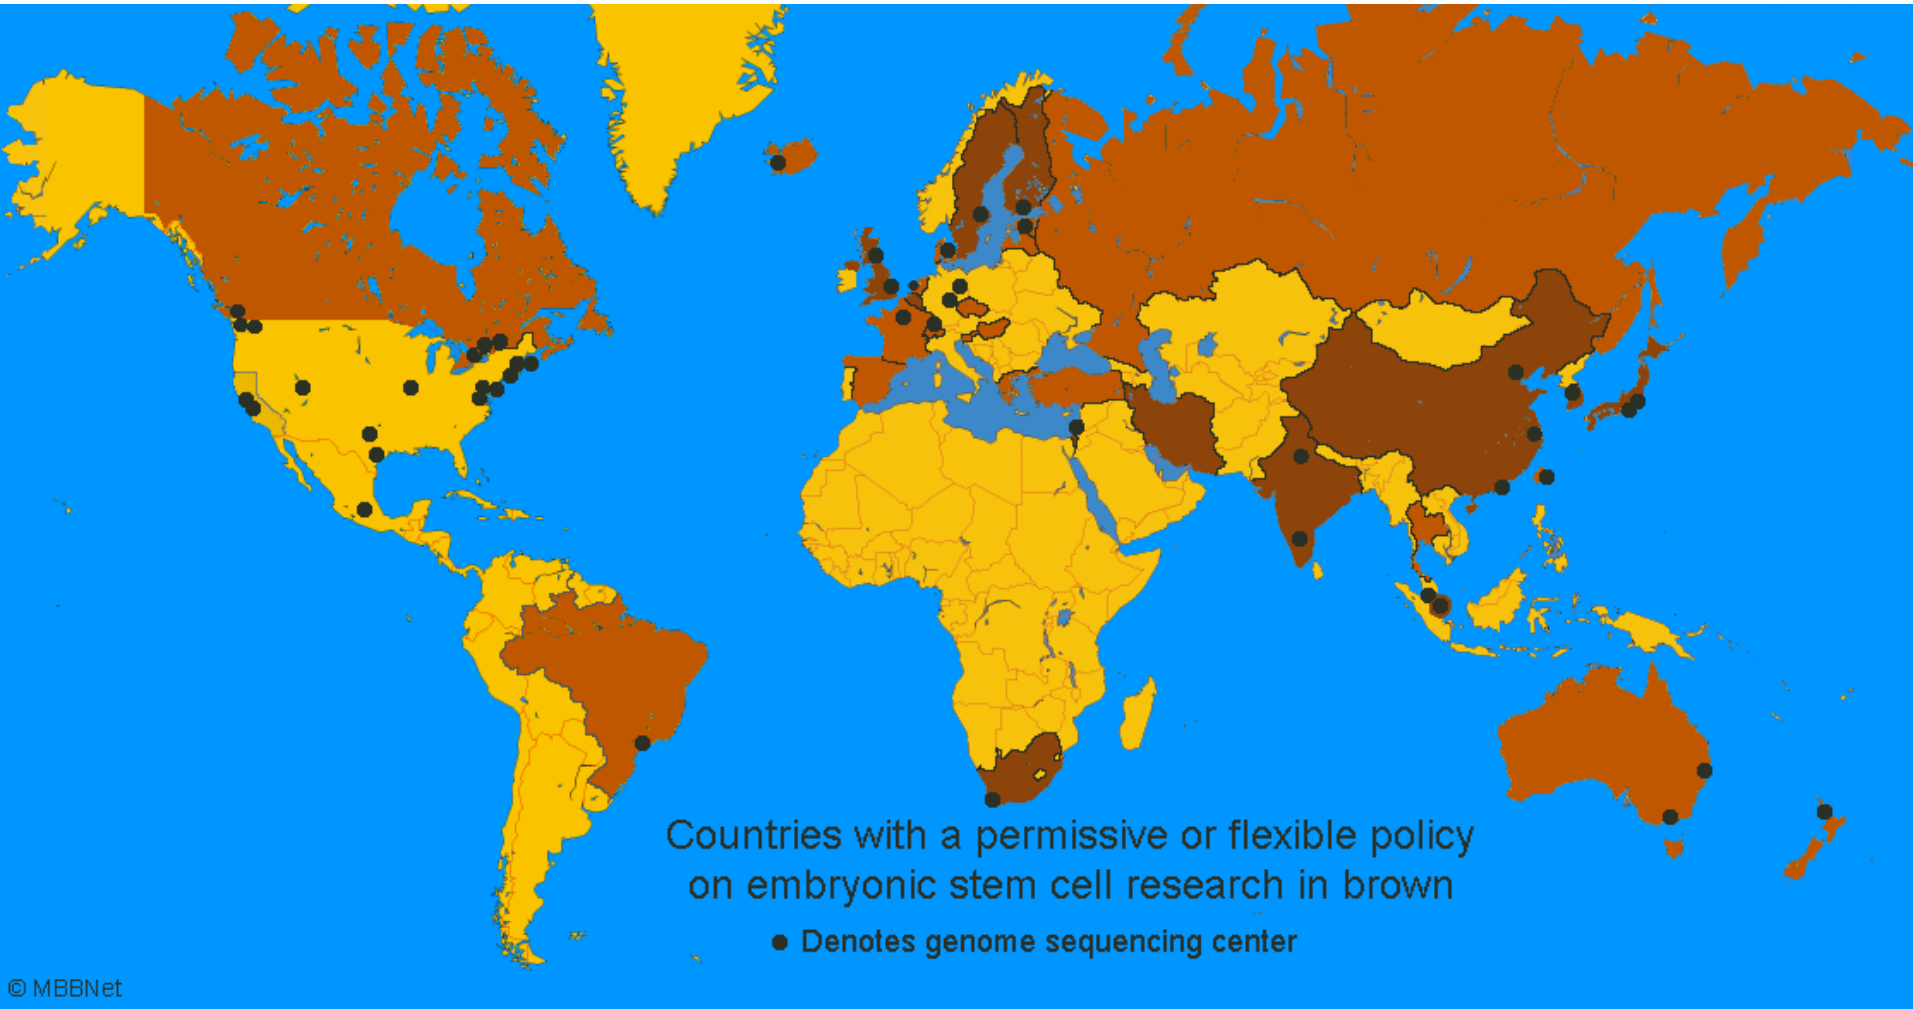 Countries with a permissive or flexible policy
on embryonic stem cell research in brown
● Denotes genome sequencing center
© MBBNet